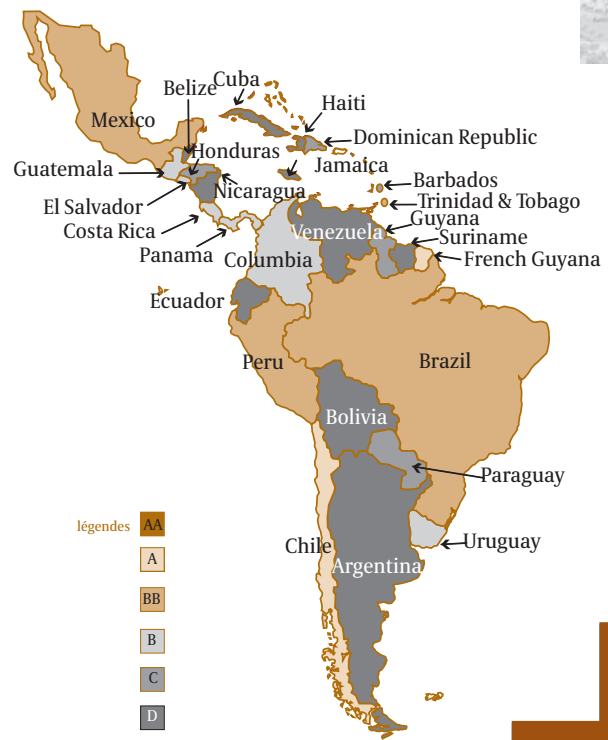 Cuba
Belize
Haiti
Mexico
Dominican Republic
Honduras
Jamaica
Guatemala
Nicaragua
Barbados
El Salvador
Trinidad & Tobago
Costa Rica
Guyana
Venezuela
Suriname
Panama
Columbia
French Guyana
Ecuador
Peru
Brazil
Bolivia
Paraguay
légendes AA
Chile
Uruguay
A
Argentina
BB
B
C
D